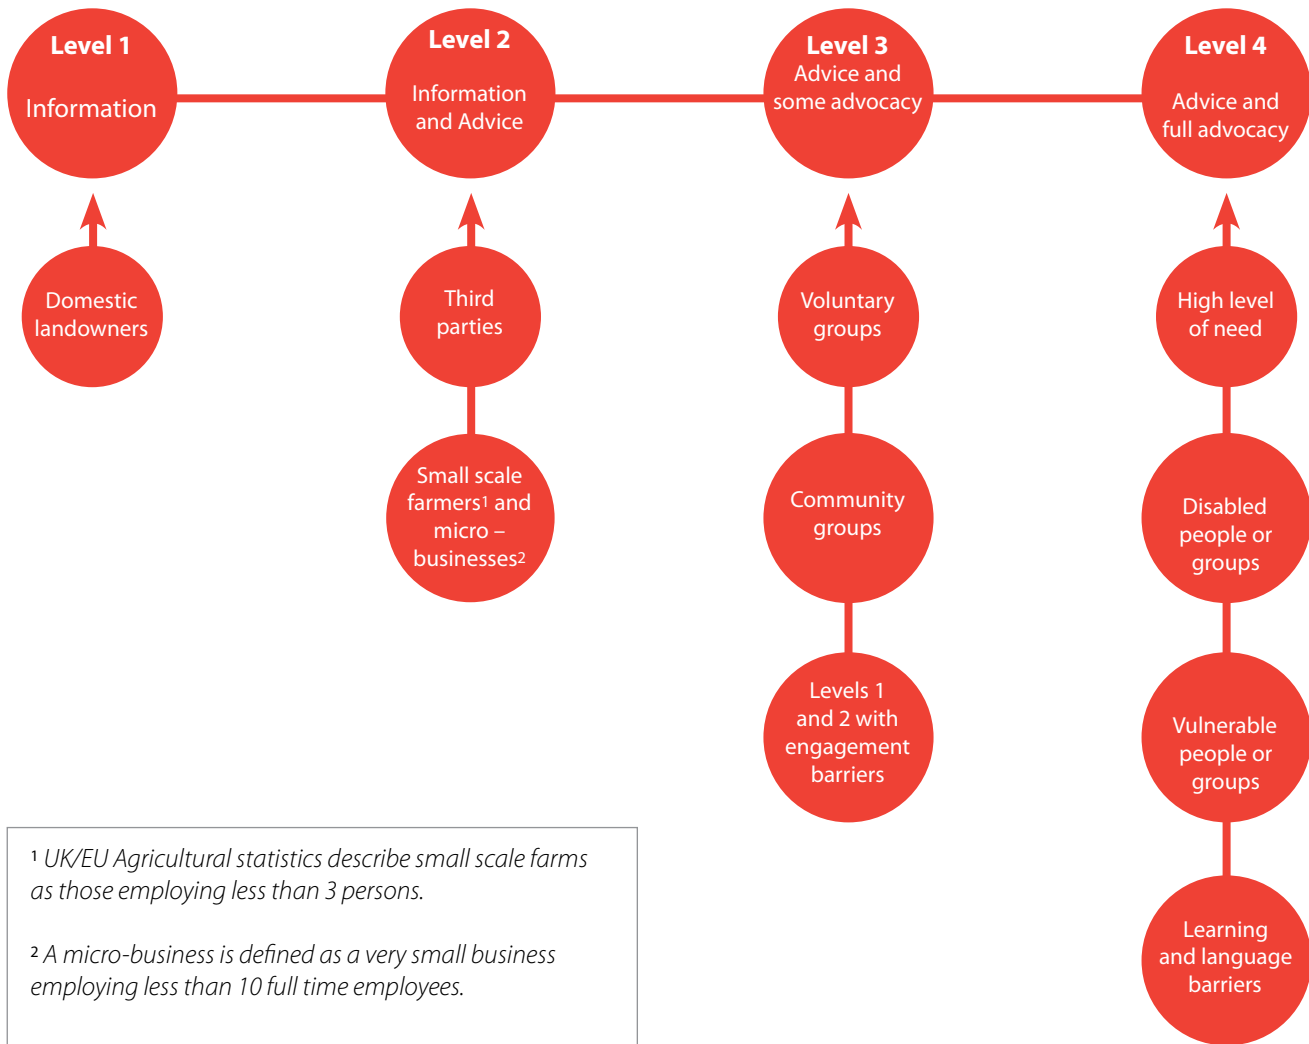 Level 1
Information
Level 2
Information
and Advice
Level 3
Advice and
some advocacy
Level 4
Advice and
full advocacy
Domestic
landowners
Third
parties
Small scale
farmers¹ and
micro –
businesses²
Voluntary
groups
Community
groups
Levels 1
and 2 with
engagement
barriers
High level
of need
Disabled
people or
groups
Vulnerable
people or
groups
Learning
and language
barriers
¹ UK/EU Agricultural statistics describe small scale farms
as those employing less than 3 persons.
² A micro-business is defined as a very small business
employing less than 10 full time employees.